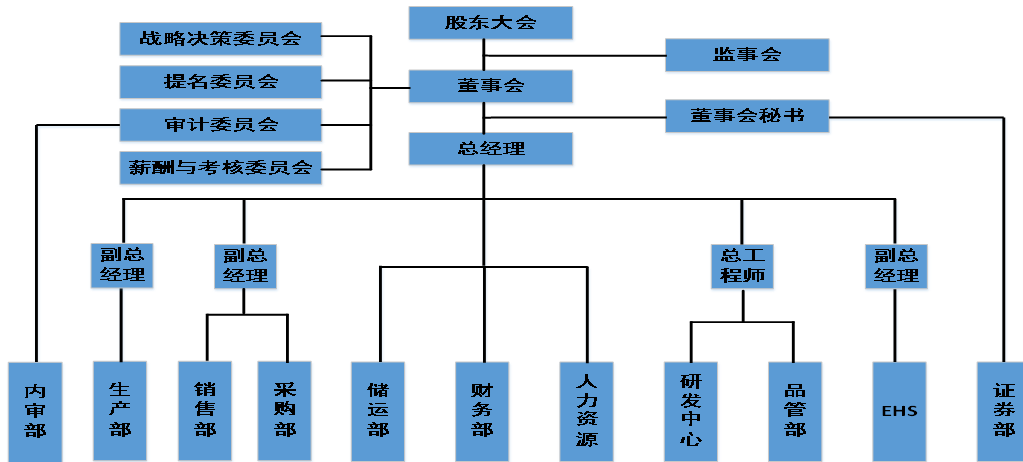 股东大会
战略决策委员会
监事会
提名委员会
董事会
审计委员会
董事会秘书
总经理
薪酬与考核委员会
副总
经理
副总
经理
总工
程师
副总
经理
内审部
生产部
销售部
采购部
储运部
财务部
人力资源
研发中心
品管部
EHS
证券部